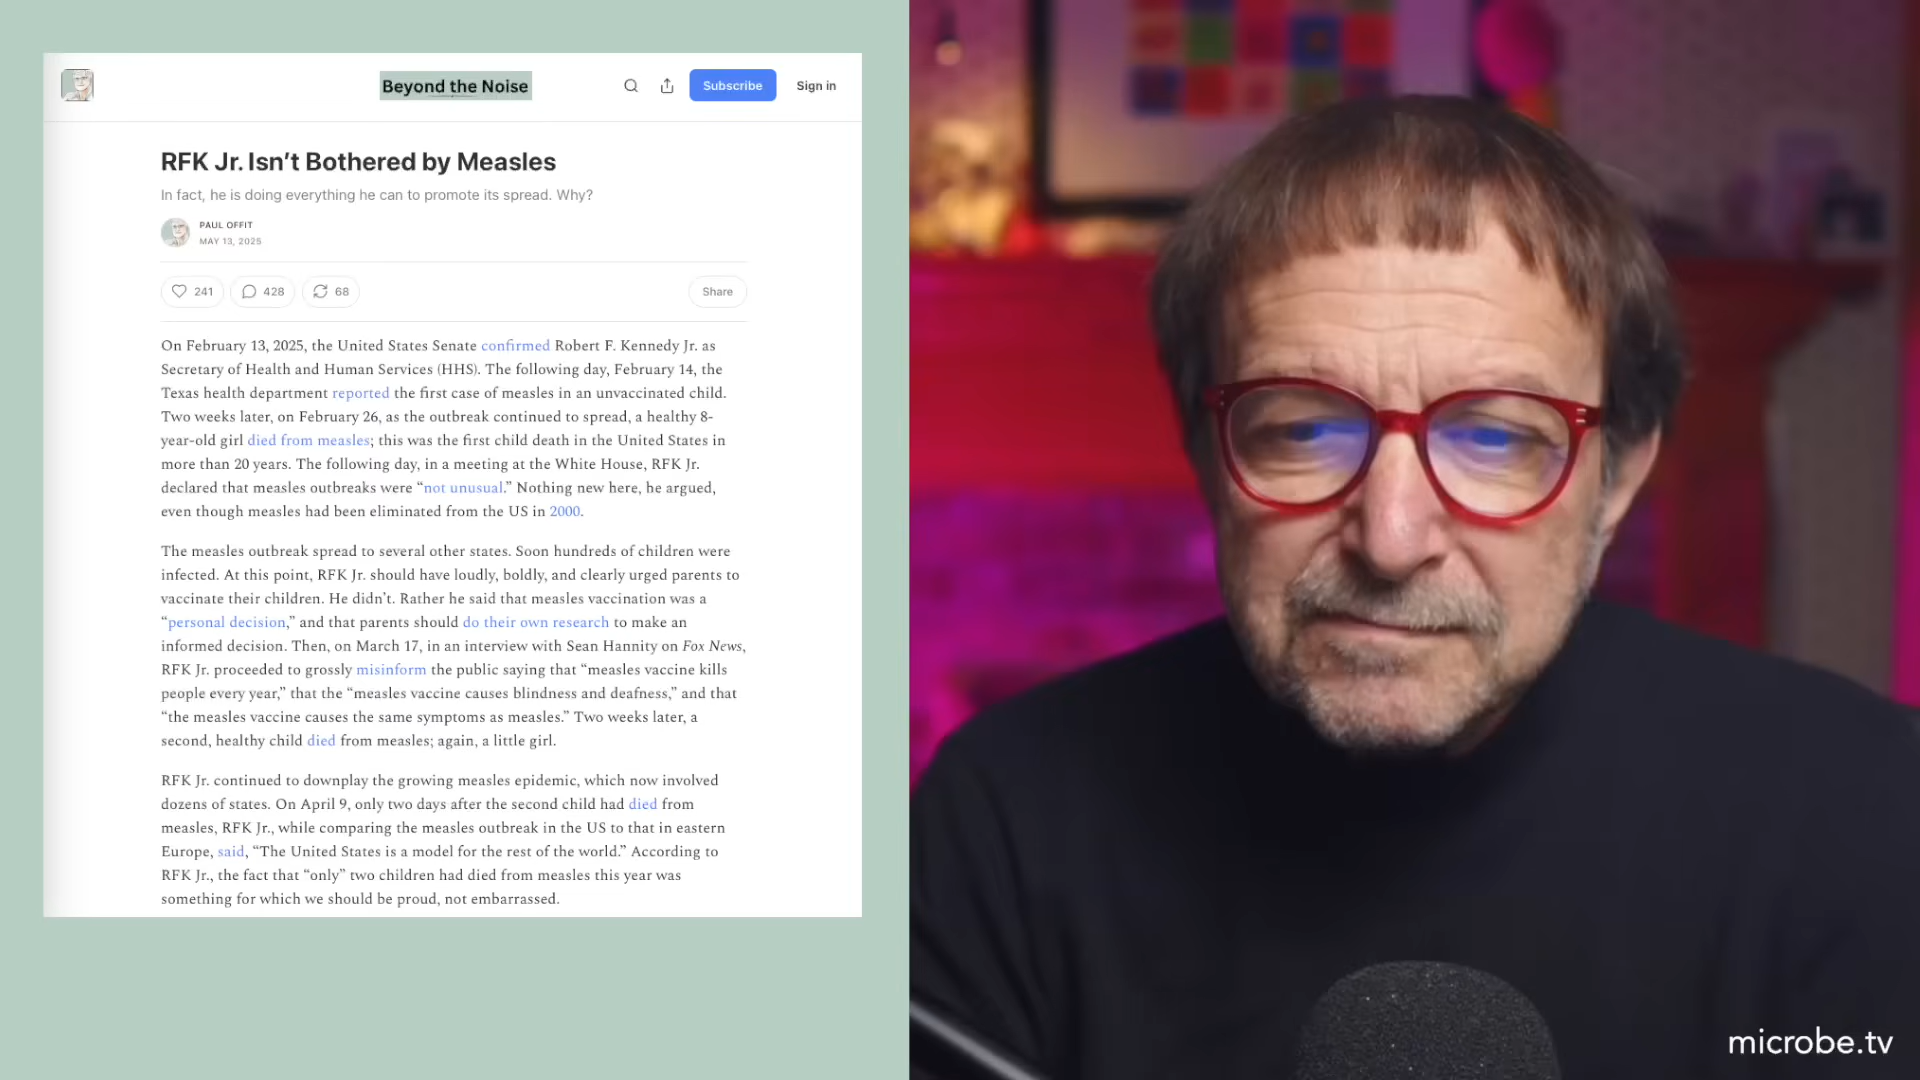 Beyond the Noise
Subscribe
Sign in
RFK Jr. Isn’t Bothered by Measles
In fact, he is doing everything he can to promote its spread. Why?
PAUL OFFIT
MAY 13, 2025
241
428
68
Share
On February 13, 2025, the United States Senate confirmed Robert F. Kennedy Jr. as
Secretary of Health and Human Services (HHS). The following day, February 14, the
Texas health department reported the first case of measles in an unvaccinated child.
Two weeks later, on February 26, as the outbreak continued to spread, a healthy 8-
year-old girl died from measles; this was the first child death in the United States in
more than 20 years. The following day, in a meeting at the White House, RFK Jr.
declared that measles outbreaks were “not unusual.” Nothing new here, he argued,
even though measles had been eliminated from the US in 2000.
The measles outbreak spread to several other states. Soon hundreds of children were
infected. At this point, RFK Jr. should have loudly, boldly, and clearly urged parents to
vaccinate their children. He didn’t. Rather he said that measles vaccination was a
“personal decision,” and that parents should do their own research to make an
informed decision. Then, on March 17, in an interview with Sean Hannity on Fox News,
RFK Jr. proceeded to grossly misinform the public saying that “measles vaccine kills
people every year,” that the “measles vaccine causes blindness and deafness,” and that
“the measles vaccine causes the same symptoms as measles.” Two weeks later, a
second, healthy child died from measles; again, a little girl.
RFK Jr. continued to downplay the growing measles epidemic, which now involved
dozens of states. On April 9, only two days after the second child had died from
measles, RFK Jr., while comparing the measles outbreak in the US to that in eastern
Europe, said, “The United States is a model for the rest of the world.” According to
RFK Jr., the fact that “only” two children had died from measles this year was
something for which we should be proud, not embarrassed.
microbe.tv